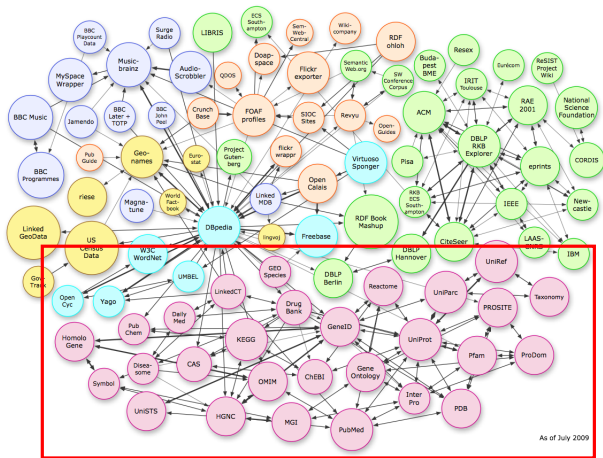 BBC
Playcount
Data
Surge
Radio
LIBRIS
ECS
South-
ampton
Sem-
Web-
Central
Wiki-
company
RDF
ohloh
Music-
brainz
Audio-
Scrobbler
Doap-
space
Flickr
exporter
Buda-
pest
BME
Resex
Eurécom
ReSIST
Project
Wiki
MySpace
Wrapper
QDOS
Semantic
Web.org
SW
Conference
Corpus
IRIT
Toulouse
BBC Music
Jamendo
BBC
Later +
TOTP
BBC
John
Peel
Crunch
Base
FOAF
profiles
SIOC
Sites
Revyu
Open-
Guides
ACM
RAE
2001
National
Science
Foundation
DBLP
RKB
Explorer
BBC
Programmes
Pub
Guide
Geo-
names
Euro-
stat
Project
Guten-
berg
flickr
wrappr
Virtuoso
Sponger
Pisa
eprints
CORDIS
riese
Magna-
tune
World
Fact-
book
Linked
MDB
Open
Calais
RKB
ECS
South-
ampton
IEEE
New-
castle
Linked
GeoData
US
Census
Data
DBpedia
lingvoj
Freebase
RDF Book
Mashup
DBLP
Hannover
CiteSeer
LAAS-
CNRS
IBM
W3C
WordNet
Gov-
Track
Open
Cyc
Yago
UMBEL
LinkedCT
GEO
Species
DBLP
Berlin
Reactome
UniParc
UniRef
Taxonomy
Pub
Chem
Daily
Med
Drug
Bank
GeneID
PROSITE
Homolo
Gene
KEGG
UniProt
Pfam
ProDom
Disea-
some
CAS
ChEBI
Gene
Ontology
Symbol
OMIM
Inter
Pro
PDB
UniSTS
HGNC
MGI
PubMed
As of July 2009